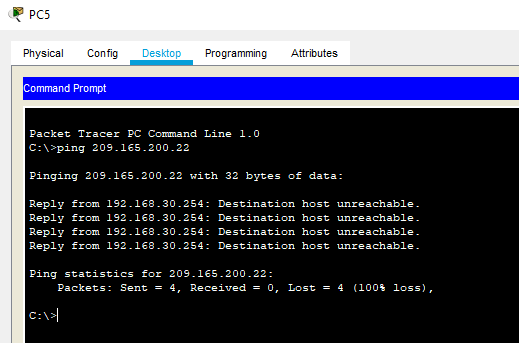 PC5
Physical Config Desktop Programming Attributes
Command Prompt
Packet Tracer PC Command Line 1.0
C:\>ping 209.165.200.22
Pinging 209.165.200.22 with 32 bytes of data:
Reply from 192.168.30.254: Destination host unreachable.
Reply from 192.168.30.254: Destination host unreachable.
Reply from 192.168.30.254: Destination host unreachable.
Reply from 192.168.30.254: Destination host unreachable.
Ping statistics for 209.165.200.22:
    Packets: Sent = 4, Received = 0, Lost = 4 (100% loss),
C:\>